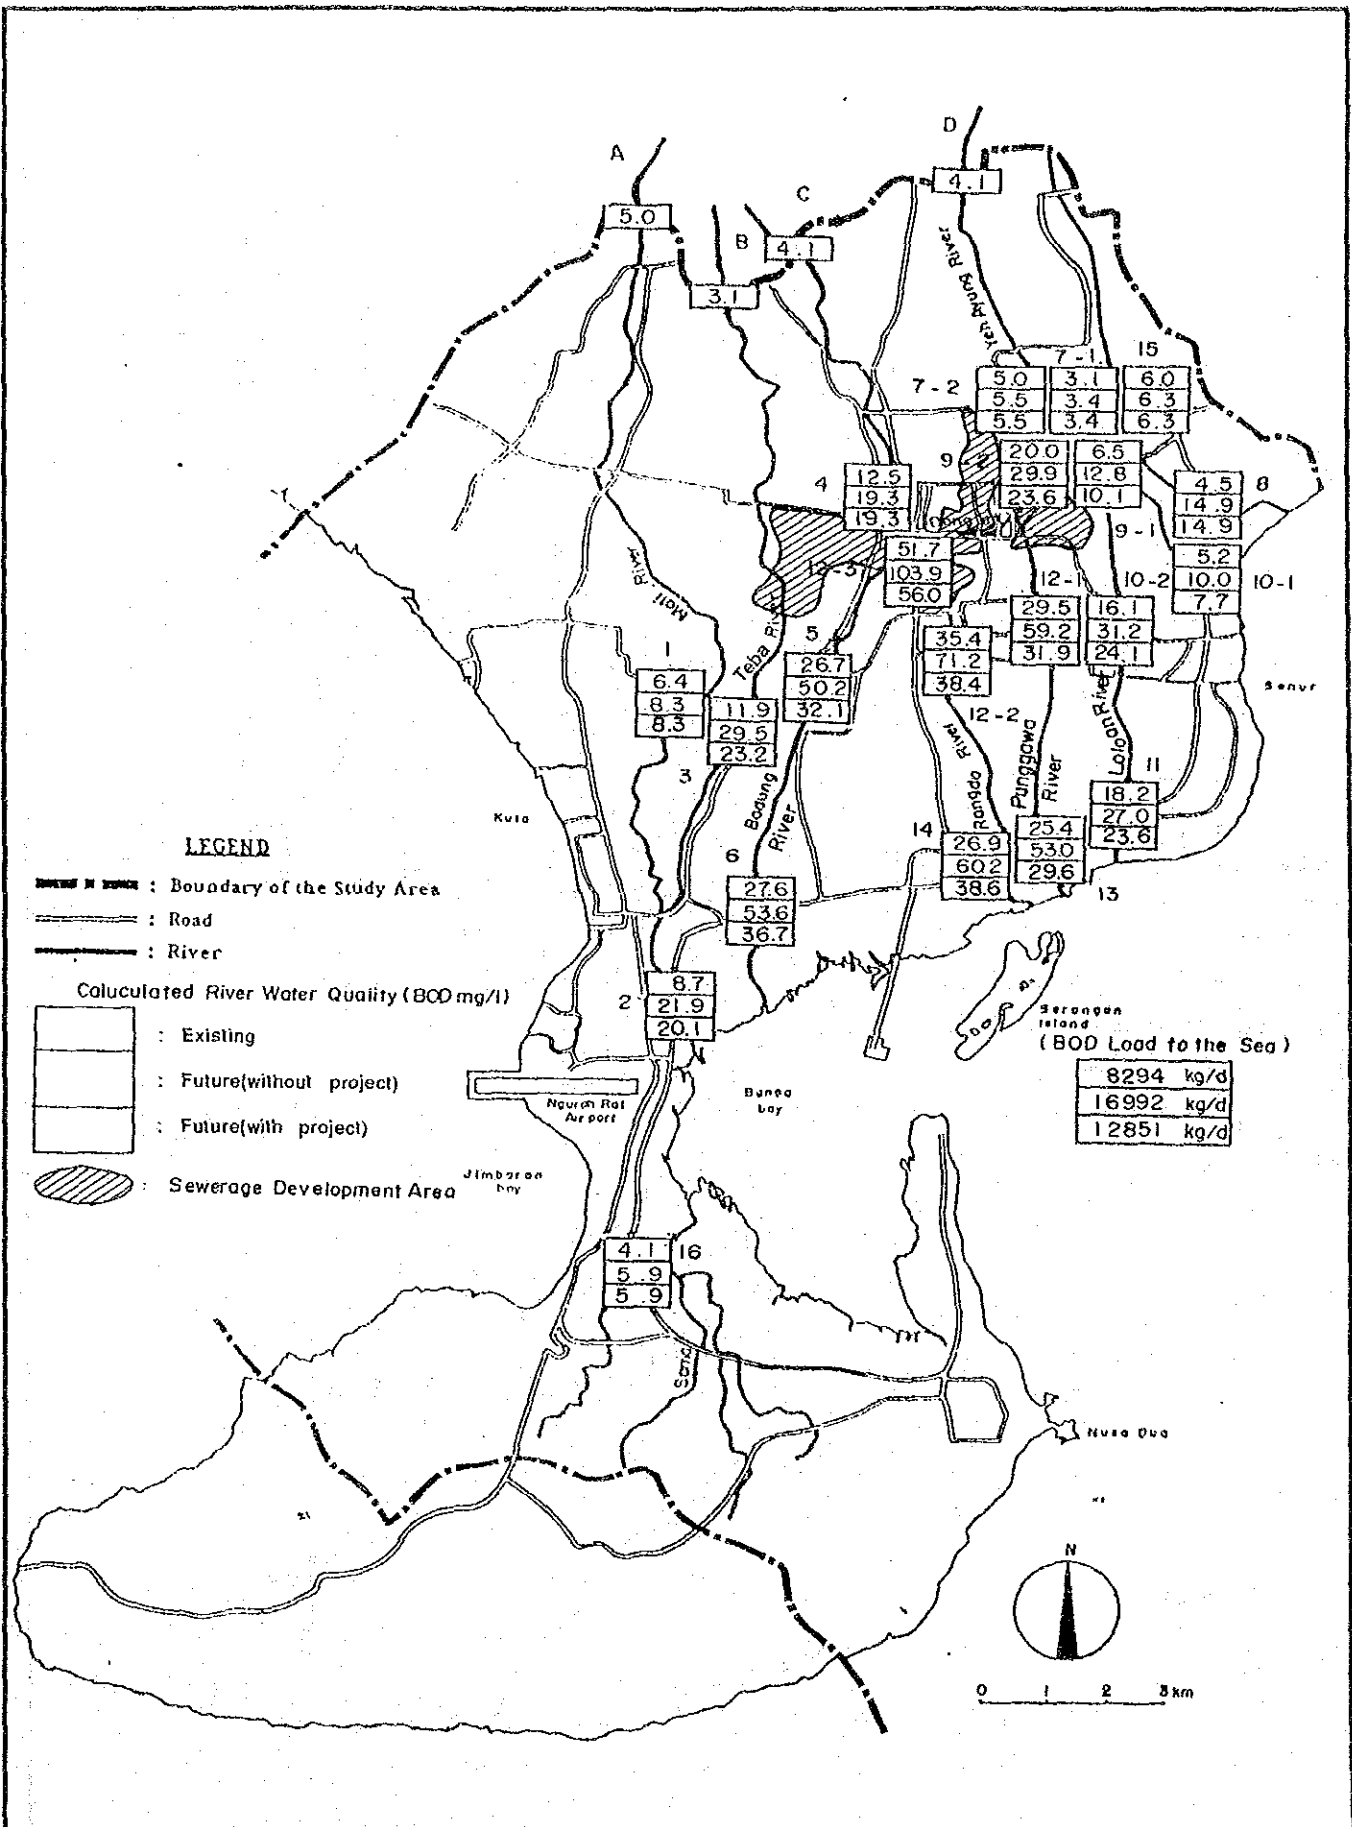 D
A
4.1
C
5.0
B
4.1
3.1
Yeh Ayung River
15
7-1
7-2
5.0
5.5
5.5
3.1
3.4
3.4
6.0
6.3
6.3
9-2
20.0
29.9
23.6
6.5
12.8
10.1
4
12.5
19.3
19.3
4.5
14.9
14.9
8
9-1
51.7
103.9
56.0
12-3
5.2
10.0
7.7
10-1
12-1
10-2
Mati River
29.5
59.2
31.9
16.1
31.2
24.1
Teba River
5
35.4
71.2
38.4
1
26.7
50.2
32.1
6.4
8.3
8.3
Sanur
11.9
29.5
23.2
12-2
3
Badung River
Rangdo River
Punggawa River
Loloan River
11
18.2
27.0
23.6
Kuta
14
26.9
60.2
38.6
25.4
53.0
29.6
13
6
27.6
53.6
36.7
LEGEND
: Boundary of the Study Area
: Road
: River
Caluculated River Water Quality (BOD mg/l)
: Existing
: Future(without project)
: Future(with project)
: Sewerage Development Area
2
8.7
21.9
20.1
Serangan
Island
(BOD Load to the Sea)
8294 kg/d
16992 kg/d
12851 kg/d
Ngurah Rai
Air port
Bunoa
bay
Jimbaran
bay
4.1
5.9
5.9
16
Sama
Nusa Dua
N
0 1 2 3km